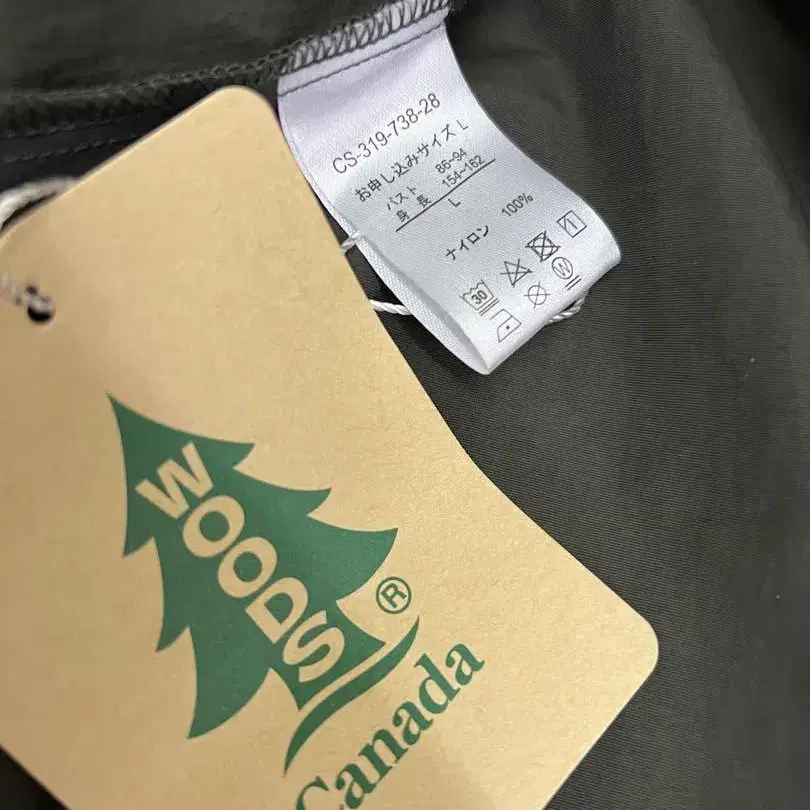 CS-319-738-28
お申し込みサイズ L
バスト 86~94
身長 154~162
L
ナイロン 100%
30
W
WOODS
®
Canada